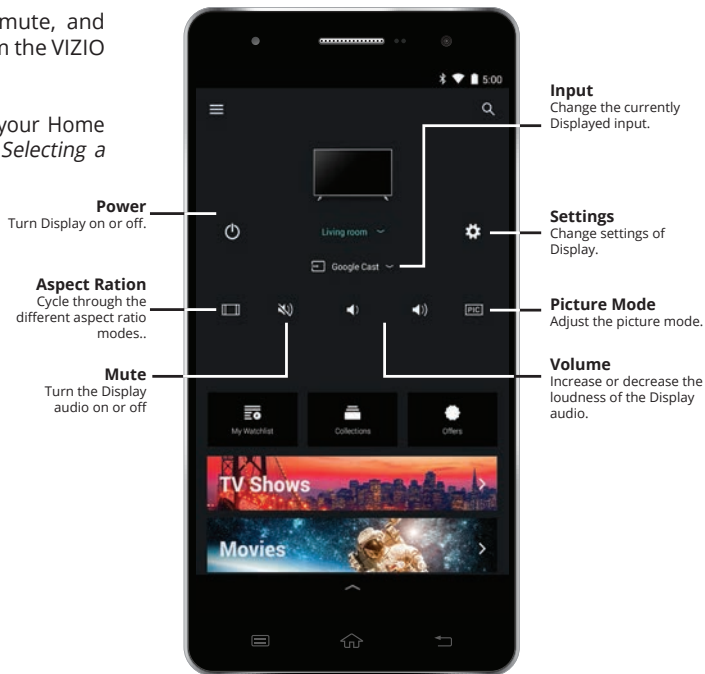 mute, and
m the VIZIO
your Home
Selecting a
Power
Turn Display on or off.
Aspect Ration
Cycle through the
different aspect ratio
modes..
Mute
Turn the Display
audio on or off
5:00
Living room
Google Cast
PIC
My Watchlist
Collections
Offers
TV Shows
Movies
Input
Change the currently
Displayed input.
Settings
Change settings of
Display.
Picture Mode
Adjust the picture mode.
Volume
Increase or decrease the
loudness of the Display
audio.